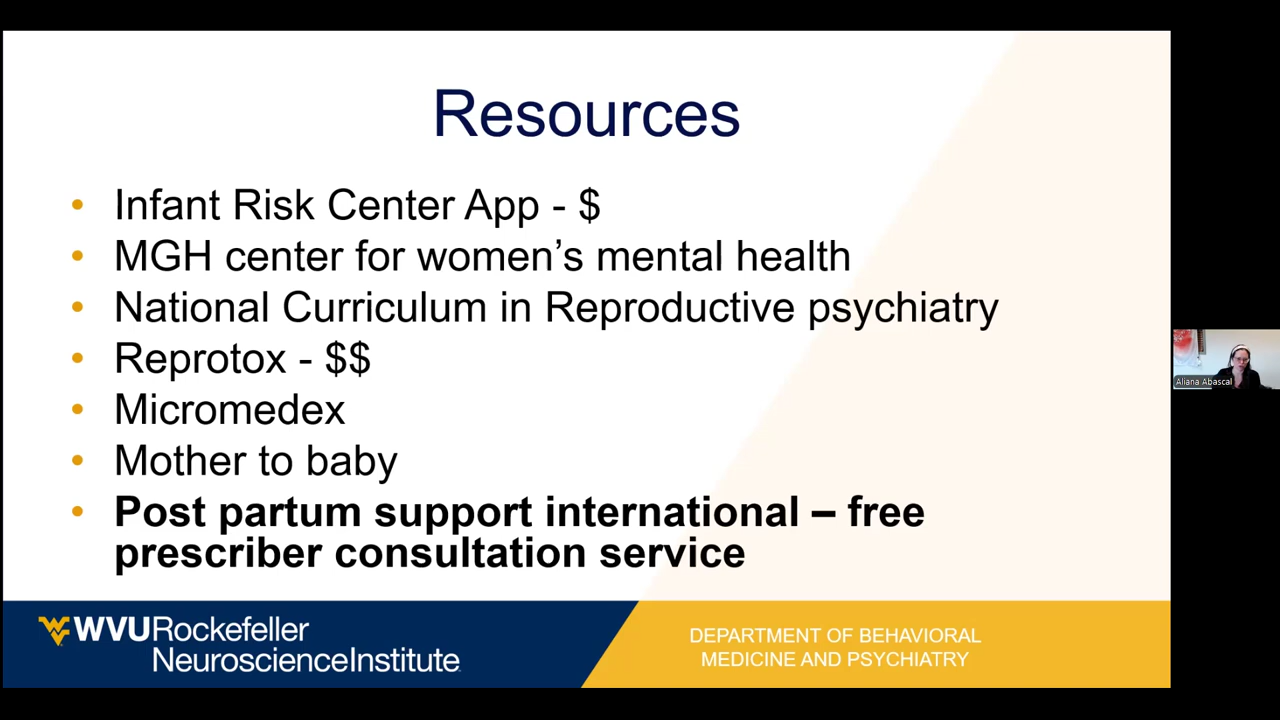 Resources
• Infant Risk Center App - $
• MGH center for women's mental health
• National Curriculum in Reproductive psychiatry
• Reprotox - $$
• Micromedex
• Mother to baby
• Post partum support international – free
prescriber consultation service
WVU Rockefeller
NeuroscienceInstitute
DEPARTMENT OF BEHAVIORAL
MEDICINE AND PSYCHIATRY
Aliana Abascal